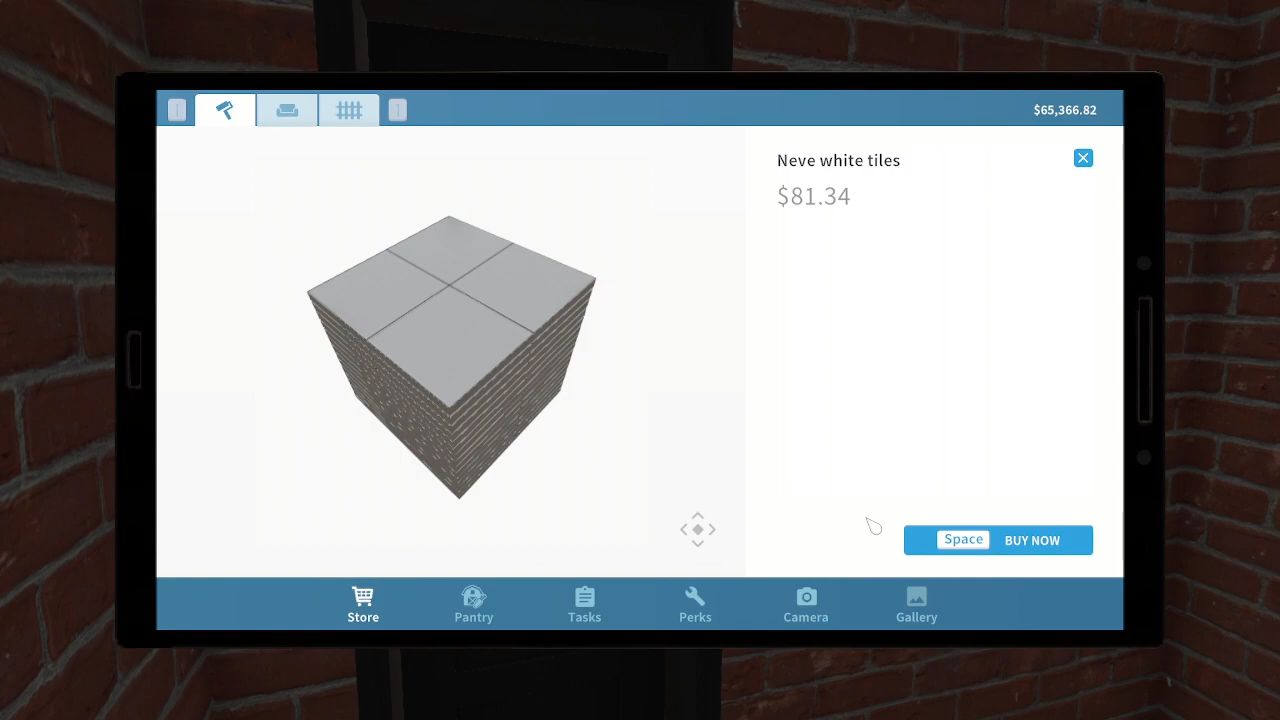 $65,366.82
Neve white tiles
$81.34
Space BUY NOW
Store Pantry Tasks Perks Camera Gallery